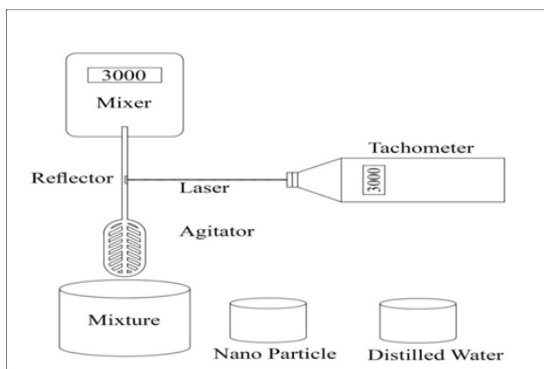 3000
Mixer
Tachometer
3000
Reflector
Laser
Agitator
Mixture
Nano Particle
Distilled Water